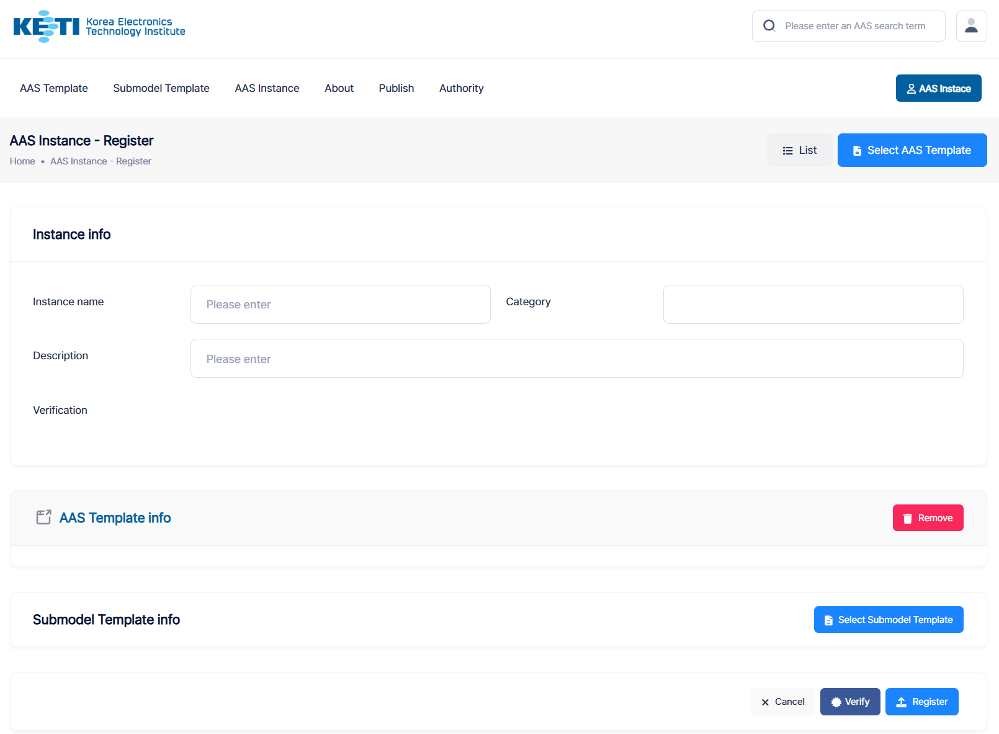 KETI Korea Electronics
Technology Institute
Please enter an AAS search term
AAS Template Submodel Template AAS Instance About Publish Authority
AAS Instace
AAS Instance - Register
Home • AAS Instance - Register
List
Select AAS Template
Instance info
Instance name
Please enter
Category
Description
Please enter
Verification
AAS Template info
Remove
Submodel Template info
Select Submodel Template
Cancel
Verify
Register